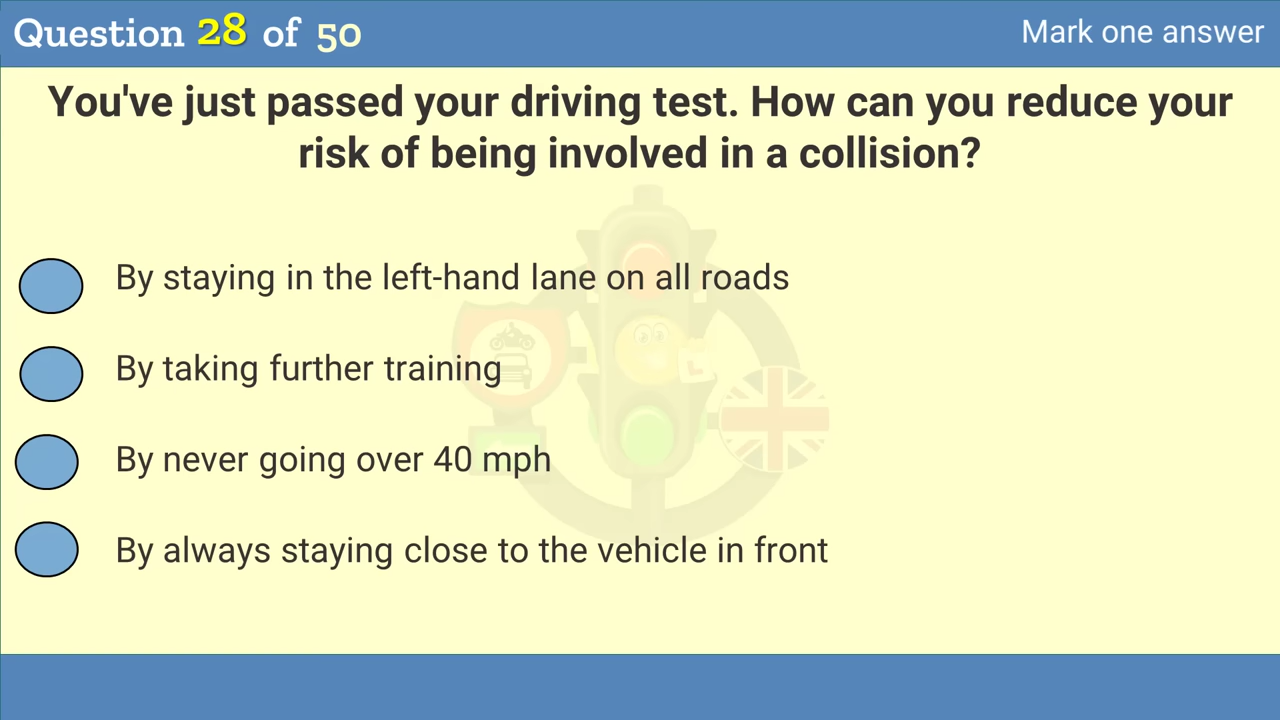 Question 28 of 50
Mark one answer
You've just passed your driving test. How can you reduce your
risk of being involved in a collision?
By staying in the left-hand lane on all roads
By taking further training
By never going over 40 mph
By always staying close to the vehicle in front